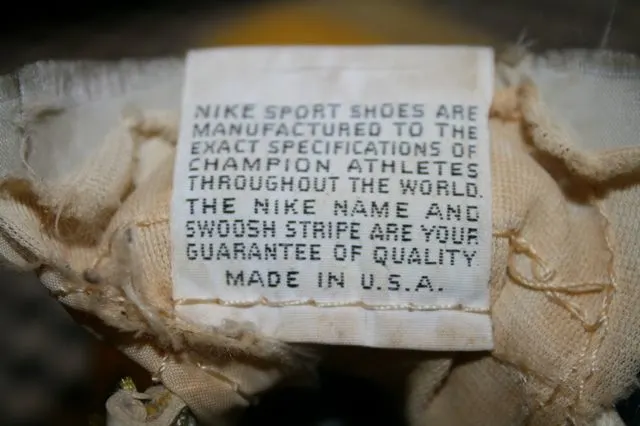 NIKE SPORT SHOES ARE
MANUFACTURED TO THE
EXACT SPECIFICATIONS OF
CHAMPION ATHLETES
THROUGHOUT THE WORLD.
THE NIKE NAME AND
SWOOSH STRIPE ARE YOUR
GUARANTEE OF QUALITY
MADE IN U.S.A.